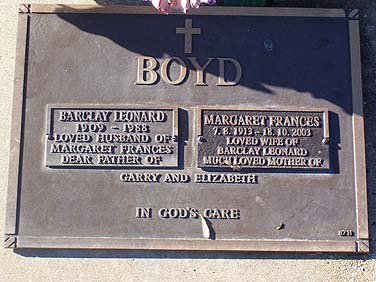 BOYD
BARCLAY LEONARD
1909 - 1988
LOVED HUSBAND OF
MARGARET FRANCES
DEAR FATHER OF
MARGARET FRANCES
7. 8. 1913 - 18. 10. 2003
LOVED WIFE OF
BARCLAY LEONARD
MUCH LOVED MOTHER OF
GARRY AND ELIZABETH
IN GOD'S CARE